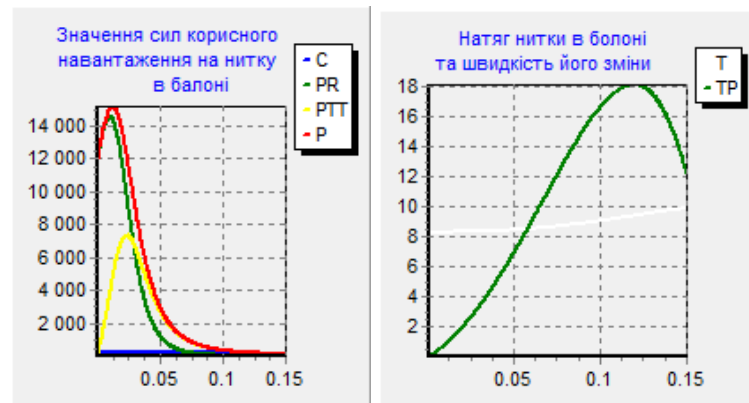 Значення сил корисного
навантаження на нитку
в балоні
C
PR
PTT
P
14 000
12 000
10 000
8 000
6 000
4 000
2 000
0.05 0.1 0.15
Натяг нитки в болоні
та швидкість його зміни
T
TP
18
16
14
12
10
8
6
4
2
0.05 0.1 0.15